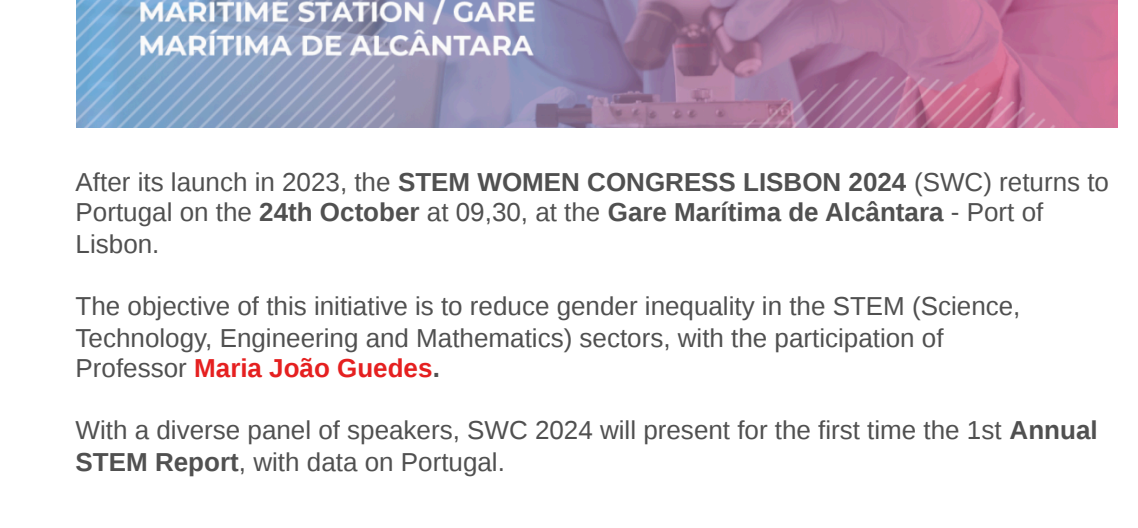 MARITIME STATION / GARE
MARÍTIMA DE ALCÂNTARA
After its launch in 2023, the STEM WOMEN CONGRESS LISBON 2024 (SWC) returns to
Portugal on the 24th October at 09,30, at the Gare Marítima de Alcântara - Port of
Lisbon.
The objective of this initiative is to reduce gender inequality in the STEM (Science,
Technology, Engineering and Mathematics) sectors, with the participation of
Professor Maria João Guedes.
With a diverse panel of speakers, SWC 2024 will present for the first time the 1st Annual
STEM Report, with data on Portugal.